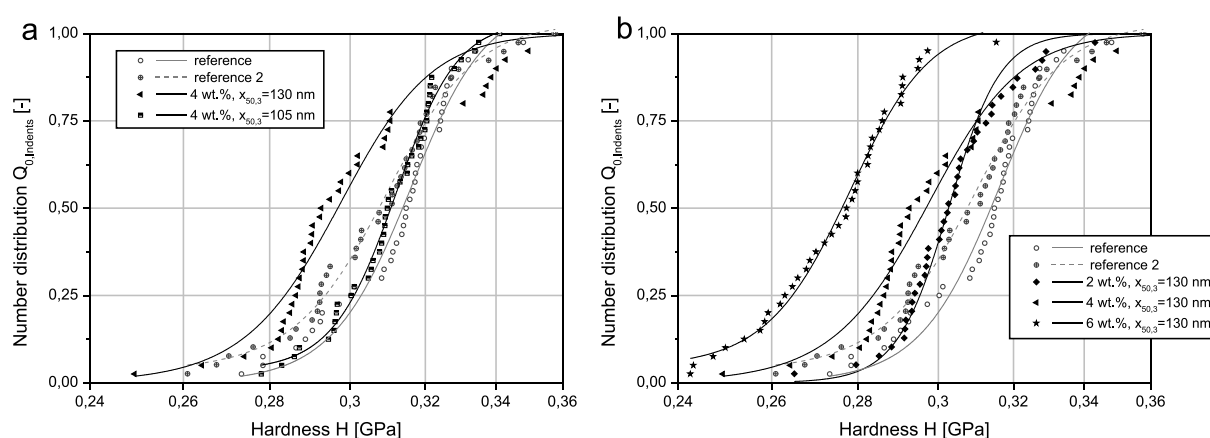 a
1,00
0,75
0,50
0,25
0,00
Number distribution Q0,Indents [-]
reference
reference 2
4 wt.%, x50,3=130 nm
4 wt.%, x50,3=105 nm
0,24 0,26 0,28 0,3 0,32 0,34 0,36
Hardness H [GPa]
b
1,00
0,75
0,50
0,25
0,00
Number distribution Q0,Indents [-]
reference
reference 2
2 wt.%, x50,3=130 nm
4 wt.%, x50,3=130 nm
6 wt.%, x50,3=130 nm
0,24 0,26 0,28 0,3 0,32 0,34 0,36
Hardness H [GPa]